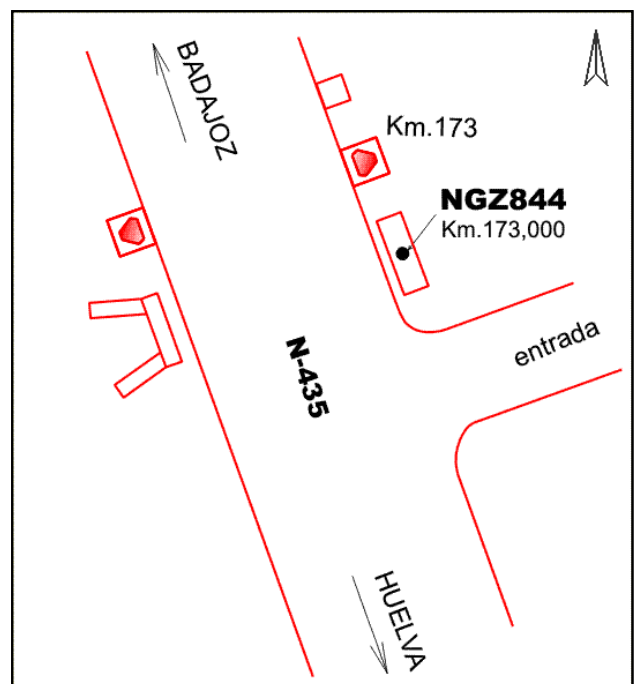 BADAJOZ
Km.173
NGZ844
Km.173,000
entrada
N-435
HUELVA